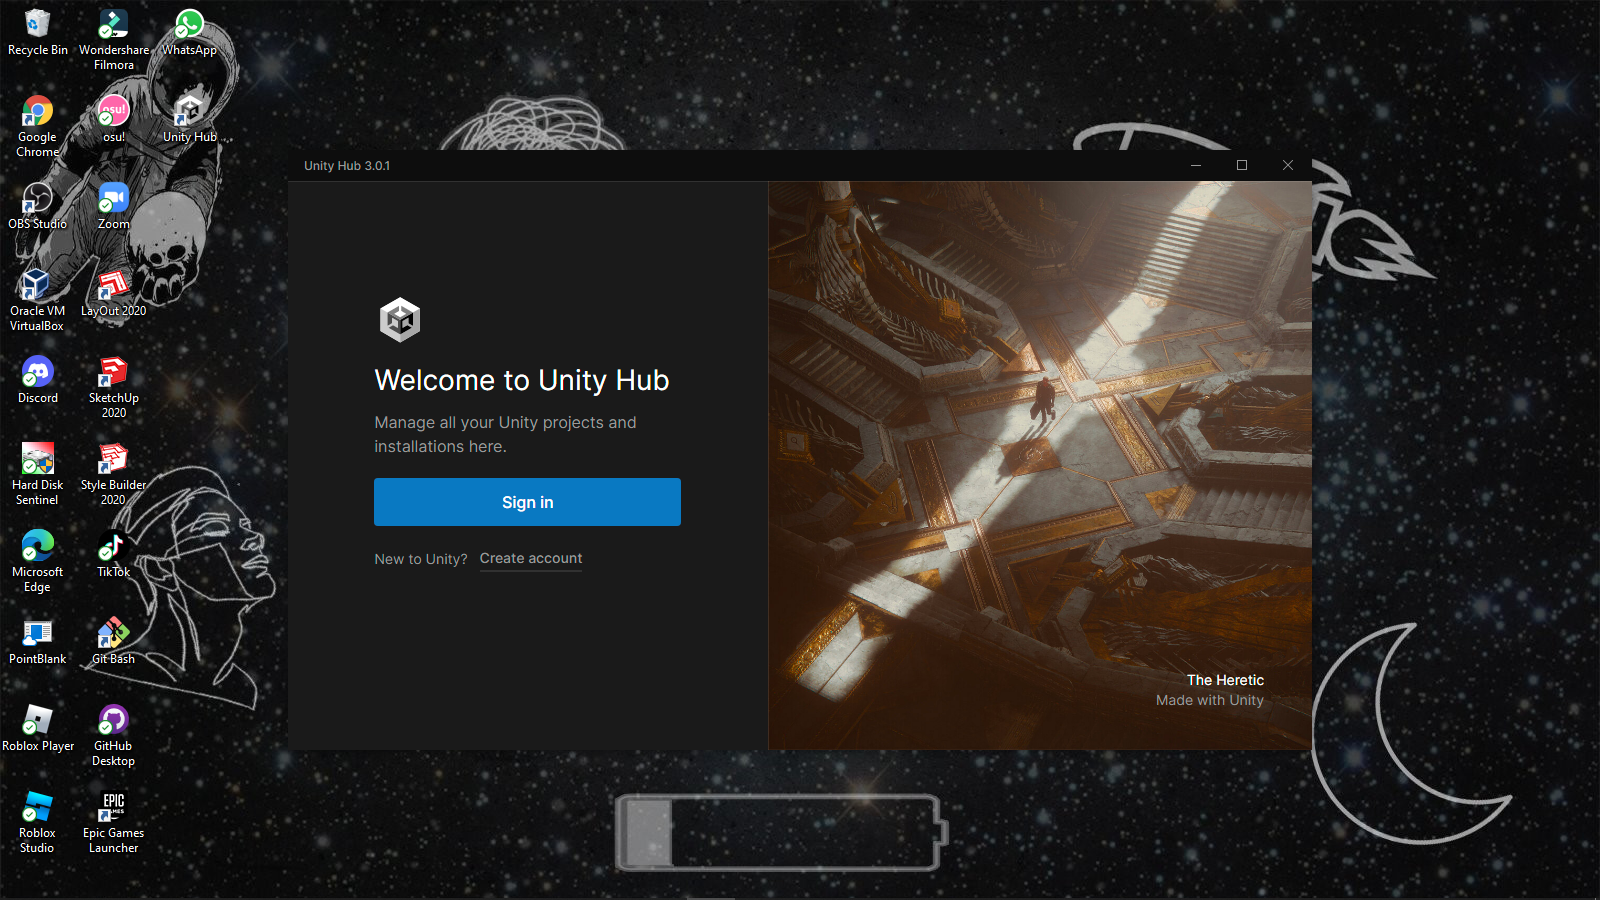 Recycle Bin
Wondershare
Filmora
WhatsApp
Google
Chrome
osu!
osu!
Unity Hub
OBS Studio
Zoom
Oracle VM
VirtualBox
LayOut 2020
Discord
SketchUp
2020
Hard Disk
Sentinel
Style Builder
2020
Microsoft
Edge
TikTok
PointBlank
Git Bash
Roblox Player
GitHub
Desktop
Roblox
Studio
EPIC
GAMES
Epic Games
Launcher
Unity Hub 3.0.1
Welcome to Unity Hub
Manage all your Unity projects and
installations here.
Sign in
New to Unity? Create account
The Heretic
Made with Unity